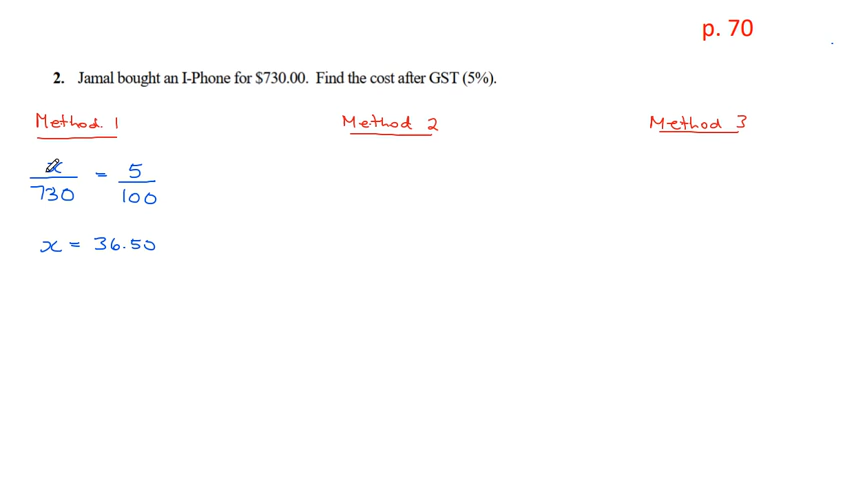 p. 70
2. Jamal bought an I-Phone for $730.00. Find the cost after GST (5%).
Method 1
Method 2
Method 3
x/730 = 5/100
x = 36.50